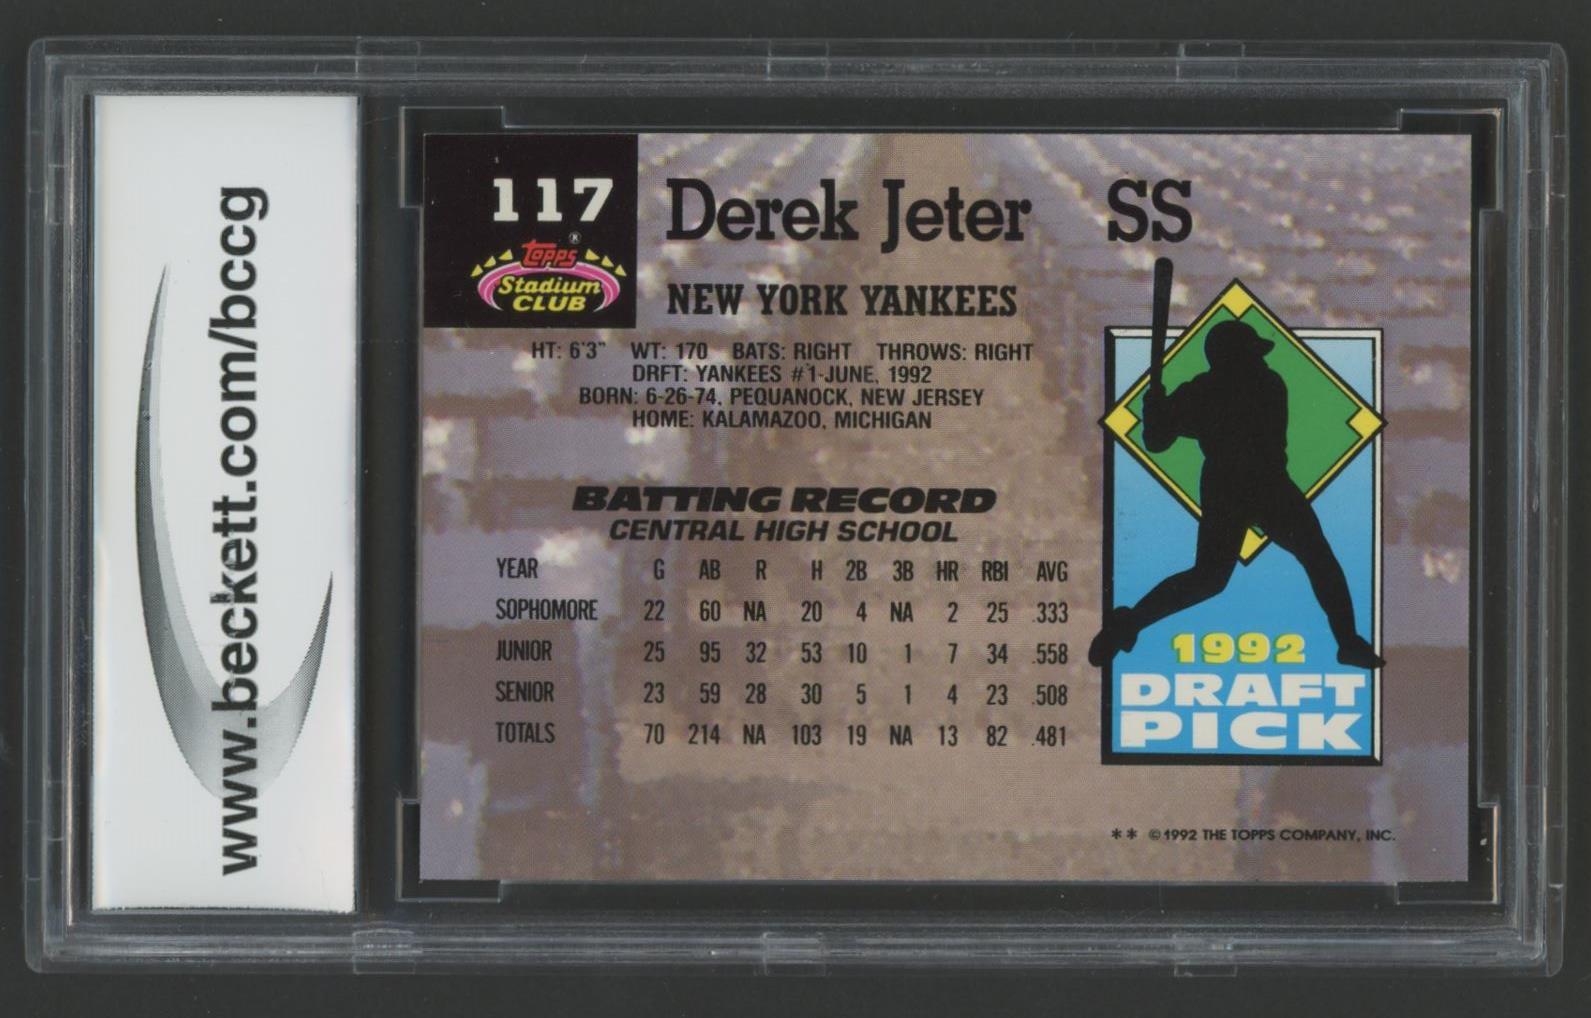 www.beckett.com/bccg
117
Derek Jeter SS
topps®
Stadium
CLUB
NEW YORK YANKEES
HT: 6'3" WT: 170 BATS: RIGHT THROWS: RIGHT
DRFT: YANKEES #1-JUNE, 1992
BORN: 6-26-74, PEQUANOCK, NEW JERSEY
HOME: KALAMAZOO, MICHIGAN
BATTING RECORD
CENTRAL HIGH SCHOOL
YEAR G AB R H 2B 3B HR RBI AVG
SOPHOMORE 22 60 NA 20 4 NA 2 25 .333
JUNIOR 25 95 32 53 10 1 7 34 .558
SENIOR 23 59 28 30 5 1 4 23 .508
TOTALS 70 214 NA 103 19 NA 13 82 .481
1992
DRAFT
PICK
** ©1992 THE TOPPS COMPANY, INC.